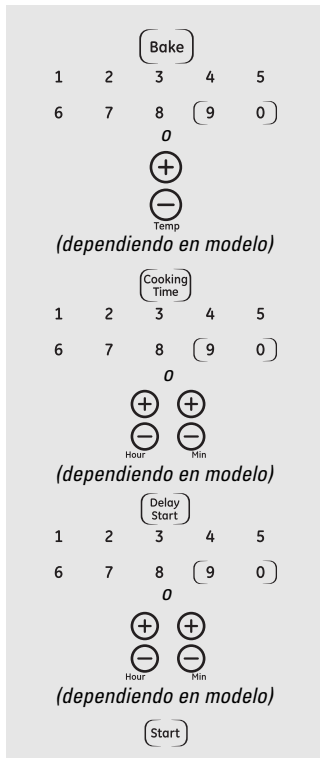 Bake
1 2 3 4 5
6 7 8 9 0
o
Temp
(dependiendo en modelo)
Cooking
Time
1 2 3 4 5
6 7 8 9 0
o
Hour Min
(dependiendo en modelo)
Delay
Start
1 2 3 4 5
6 7 8 9 0
o
Hour Min
(dependiendo en modelo)
Start